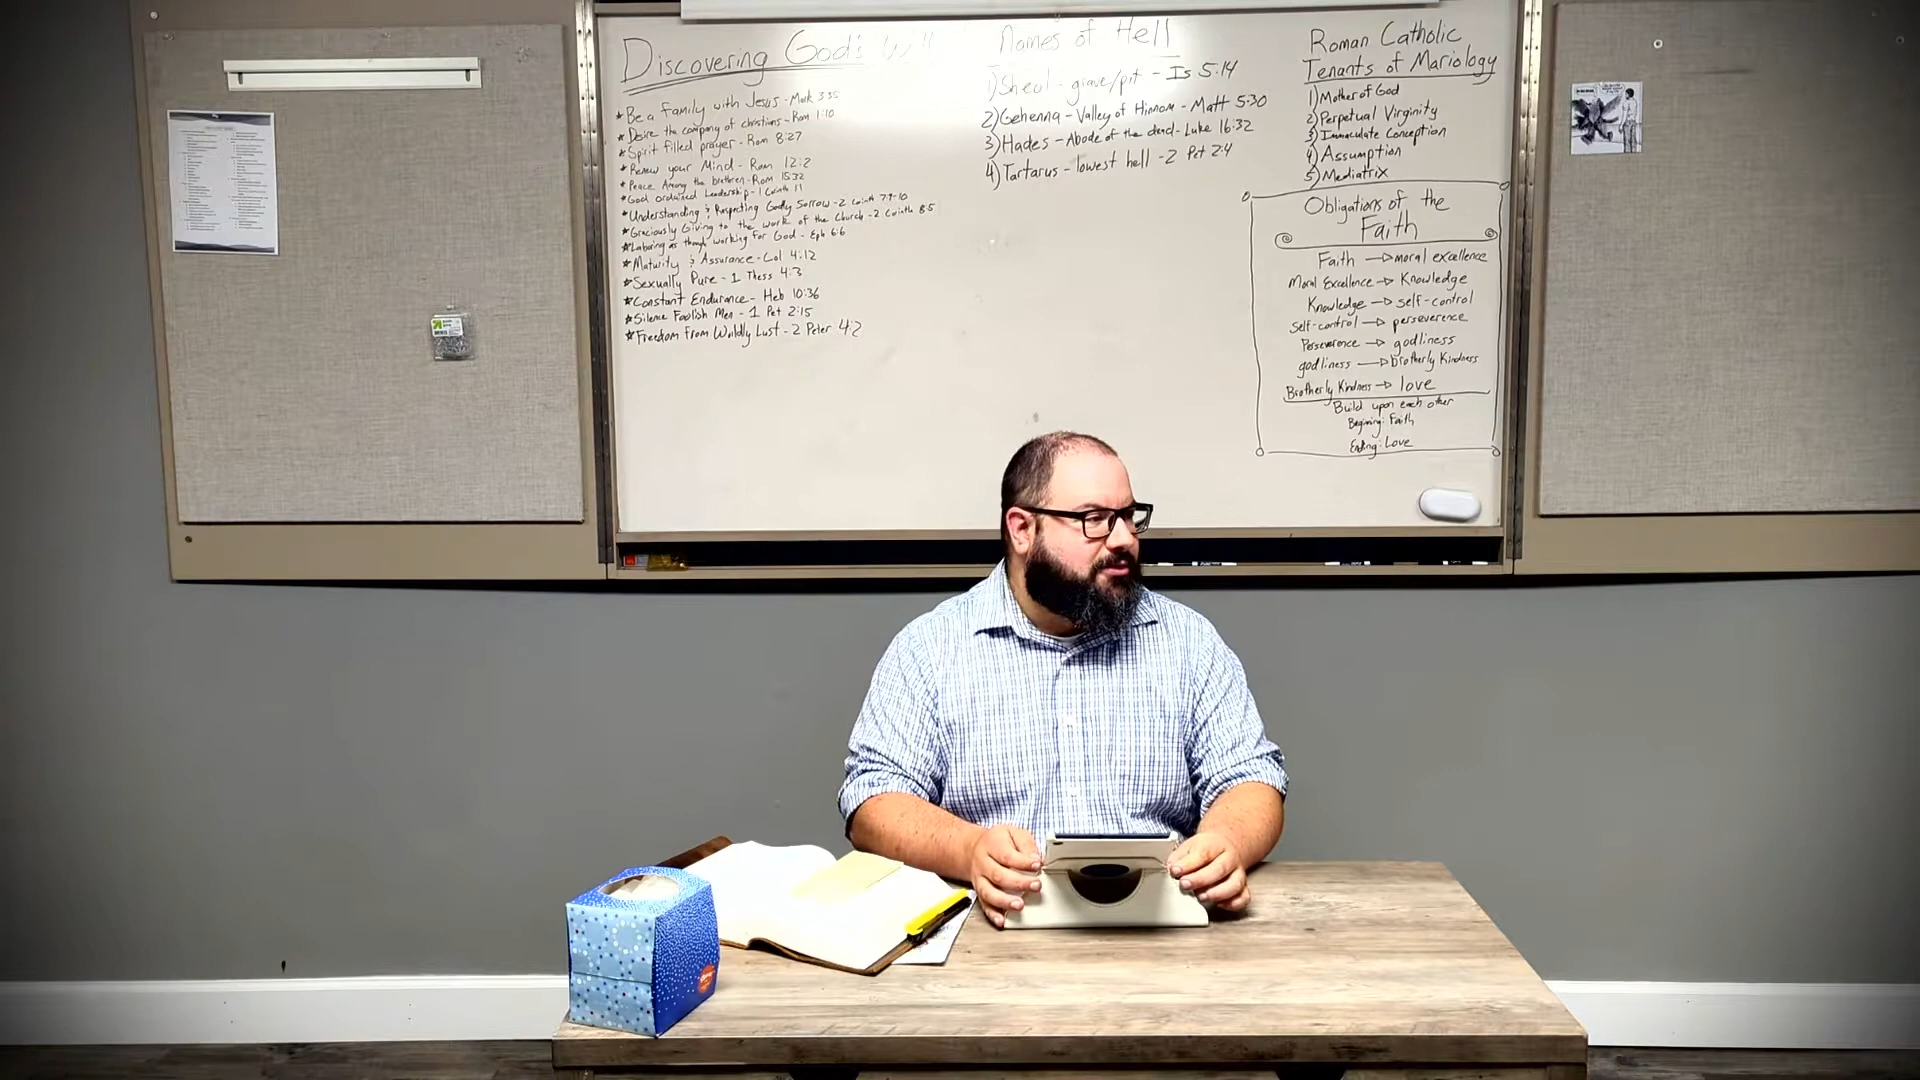 Discovering God's Will
★ Be a family with Jesus - Mark 3:35
★ Desire the company of christians - Rom 1:10
★ Spirit filled prayer - Rom 8:27
★ Renew your Mind - Rom 12:2
★ Peace Among the brethren - Rom 15:32
★ God ordained Leadership - 1 Corinth 1:1
★ Understanding & Respecting Godly Sorrow - 2 Corinth 7:9-10
★ Graciously Giving to the work of the Church - 2 Corinth 8:5
★ Laboring as though working for God - Eph 6:6
★ Maturity & Assurance - Col 4:12
★ Sexually Pure - 1 Thess 4:3
★ Constant Endurance - Heb 10:36
★ Silence Foolish Men - 1 Pet 2:15
★ Freedom from Worldly Lust - 2 Peter 4:2
Names of Hell
1) Sheol - grave/pit - Is 5:14
2) Gehenna - Valley of Hinnom - Matt 5:30
3) Hades - Abode of the dead - Luke 16:32
4) Tartarus - lowest hell - 2 Pet 2:4
Roman Catholic
Tenants of Mariology
1) Mother of God
2) Perpetual Virginity
3) Immaculate Conception
4) Assumption
5) Mediatrix
Obligations of the
Faith
Faith → moral excellence
Moral Excellence → Knowledge
Knowledge → self-control
Self-control → perseverence
Perseverence → godliness
godliness → brotherly Kindness
Brotherly Kindness → love
Build upon each other
Beginning: Faith
Ending: Love